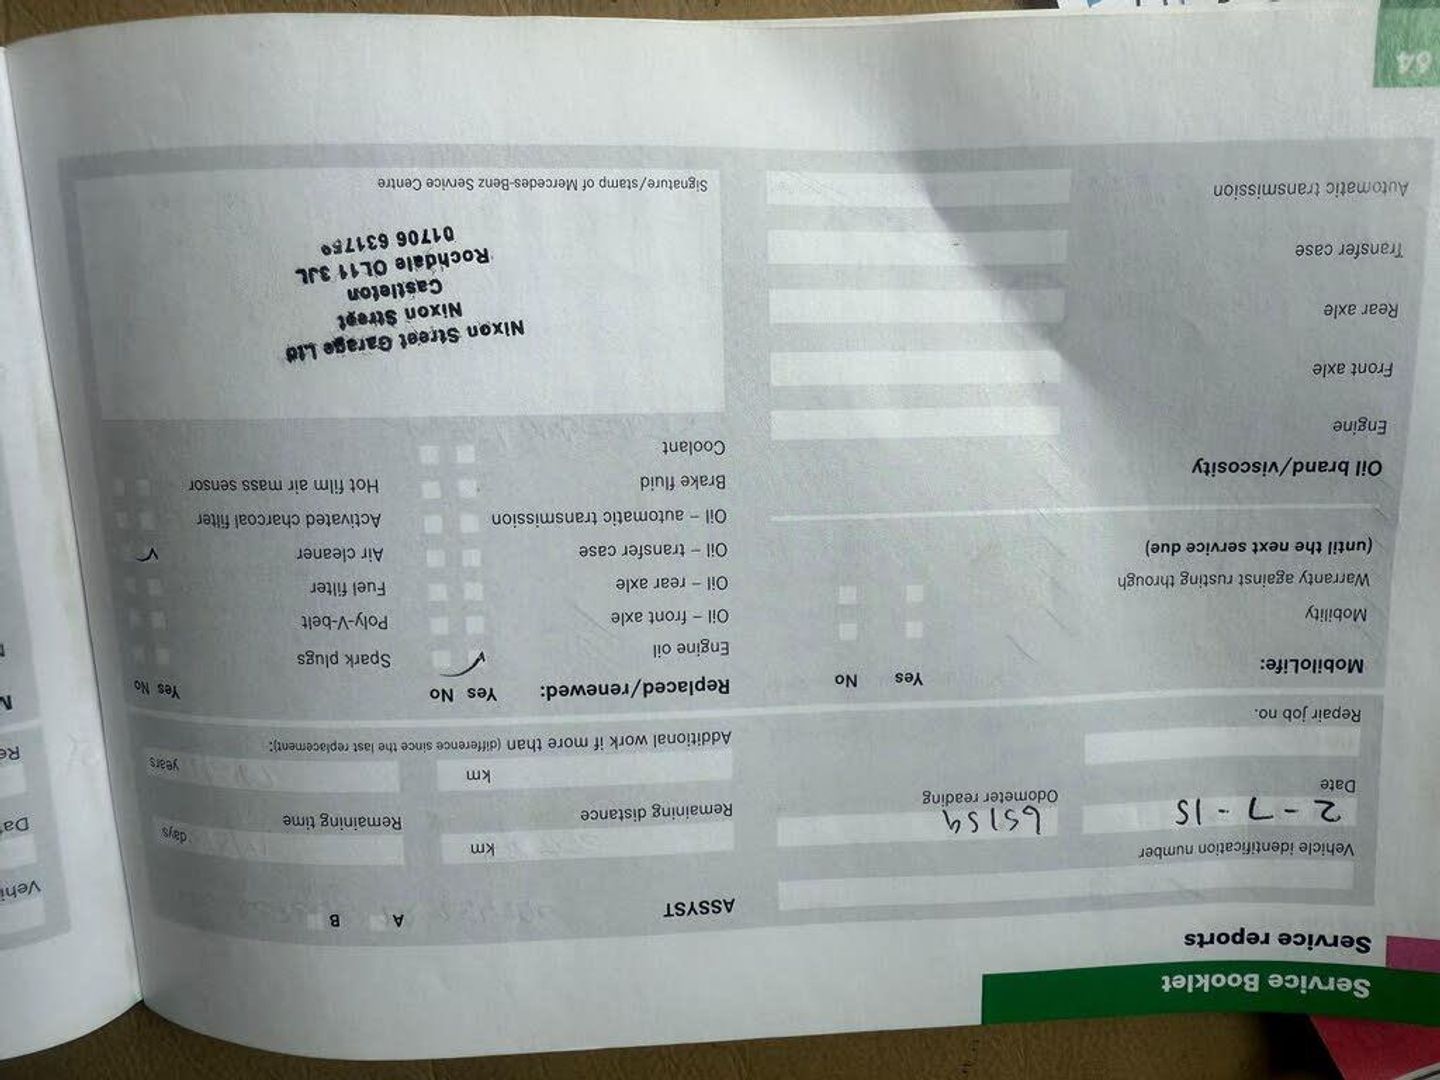 Service Booklet
Service reports
Vehicle identification number
2-7-15
65159
Date
Odometer reading
Repair job no.
MobiloLife:
Yes No
Mobility
Warranty against rusting through
(until the next service due)
Oil brand/viscosity
Engine
Front axle
Rear axle
Transfer case
Automatic transmission
ASSYST
A B
km
days
Remaining distance
Remaining time
km
years
Additional work if more than (difference since the last replacement):
Replaced/renewed: Yes No
Yes No
Engine oil ✓
Spark plugs
Oil – front axle
Poly-V-belt
Oil – rear axle
Fuel filter
Oil – transfer case
Air cleaner ✓
Oil – automatic transmission
Activated charcoal filter
Brake fluid
Hot film air mass sensor
Coolant
Nixon Street Garage Ltd
Nixon Street
Castleton
Rochdale OL11 3JL
01706 631759
Signature/stamp of Mercedes-Benz Service Centre
64